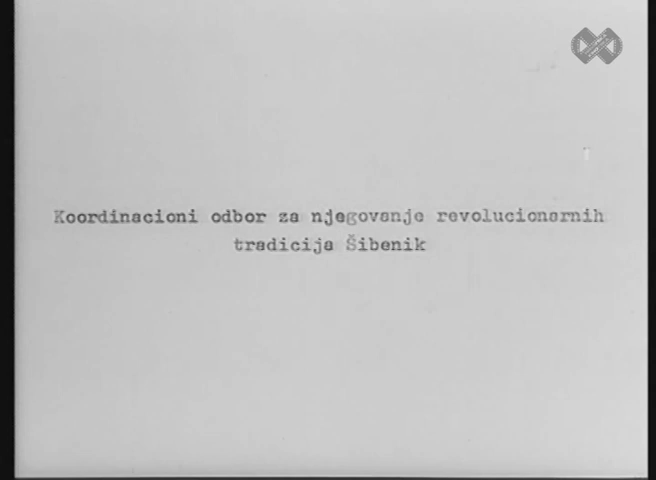 Koordinacioni odbor za njegovanje revolucionarnih
tradicija Šibenik